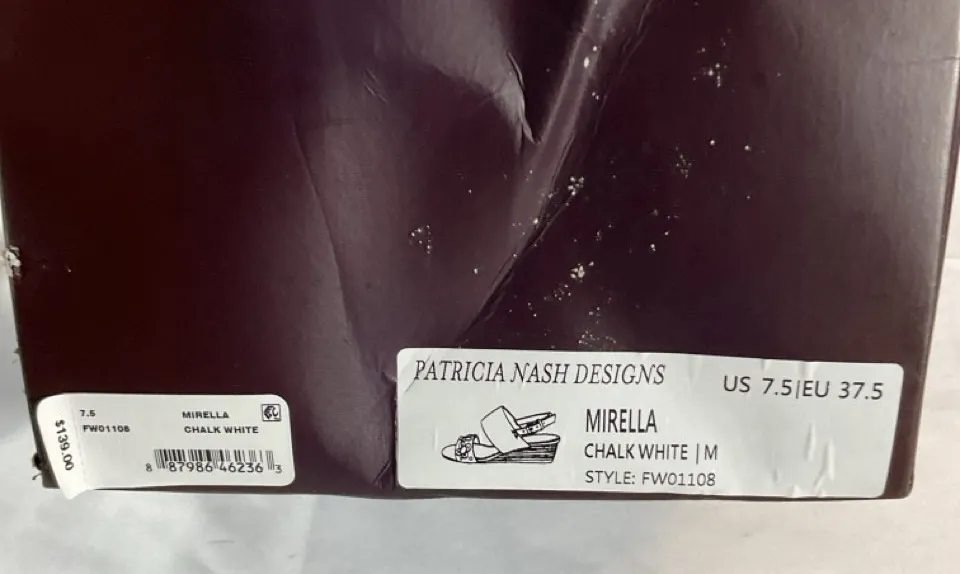 PATRICIA NASH DESIGNS
US 7.5|EU 37.5
MIRELLA
CHALK WHITE | M
STYLE: FW01108
$139.00
7.5
MIRELLA
FW01108
CHALK WHITE
8 87986 46236 3